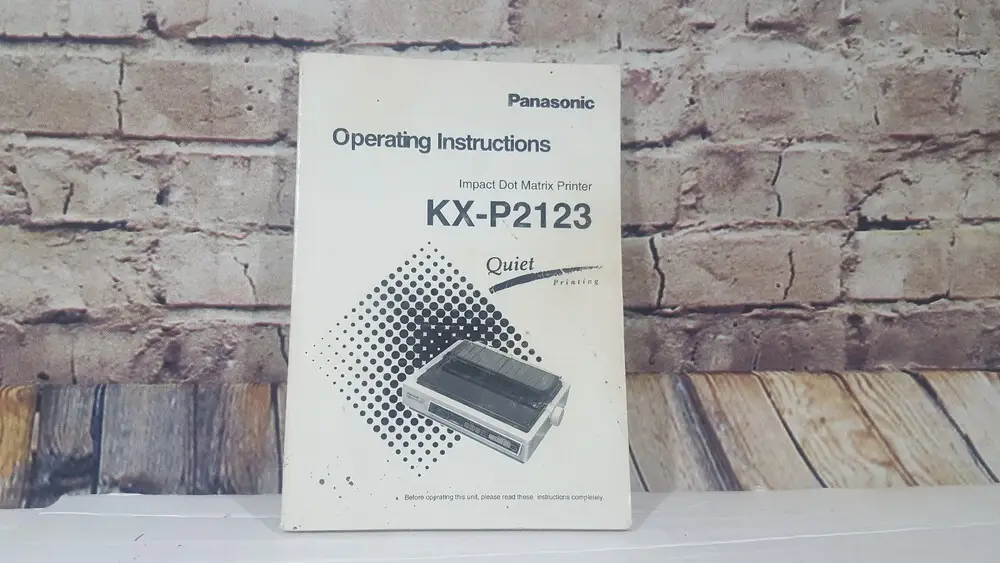 Panasonic
Operating Instructions
Impact Dot Matrix Printer
KX-P2123
Quiet
Printing
Before operating this unit, please read these instructions completely.